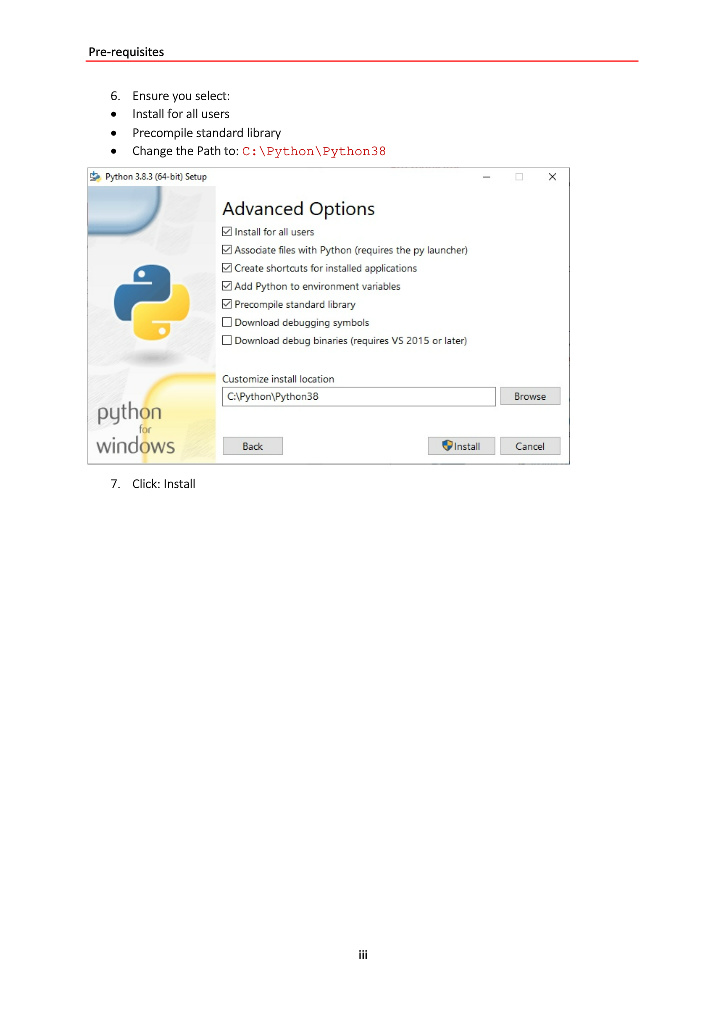 Pre-requisites
6. Ensure you select:
• Install for all users
• Precompile standard library
• Change the Path to: C:\Python\Python38
Python 3.8.3 (64-bit) Setup
Advanced Options
Install for all users
Associate files with Python (requires the py launcher)
Create shortcuts for installed applications
Add Python to environment variables
Precompile standard library
Download debugging symbols
Download debug binaries (requires VS 2015 or later)
Customize install location
C:\Python\Python38
Browse
python
for
windows
Back
Install
Cancel
7. Click: Install
iii